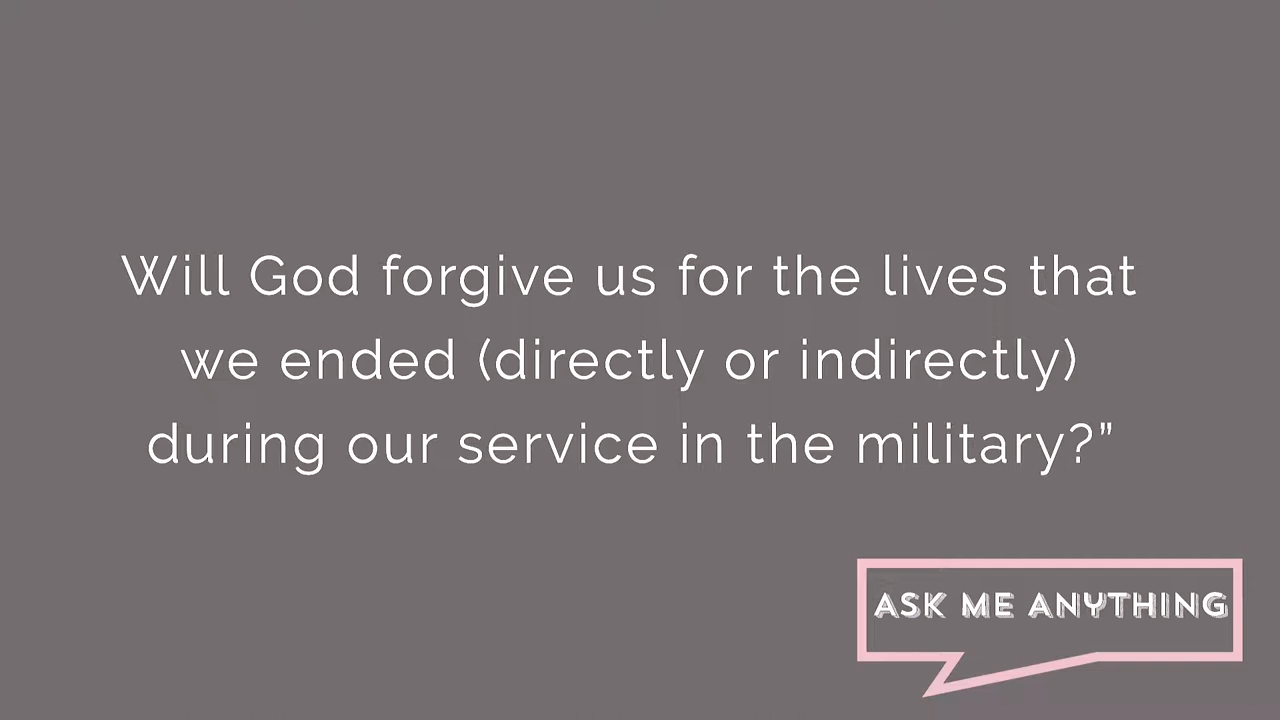 Will God forgive us for the lives that
we ended (directly or indirectly)
during our service in the military?”
ASK ME ANYTHING